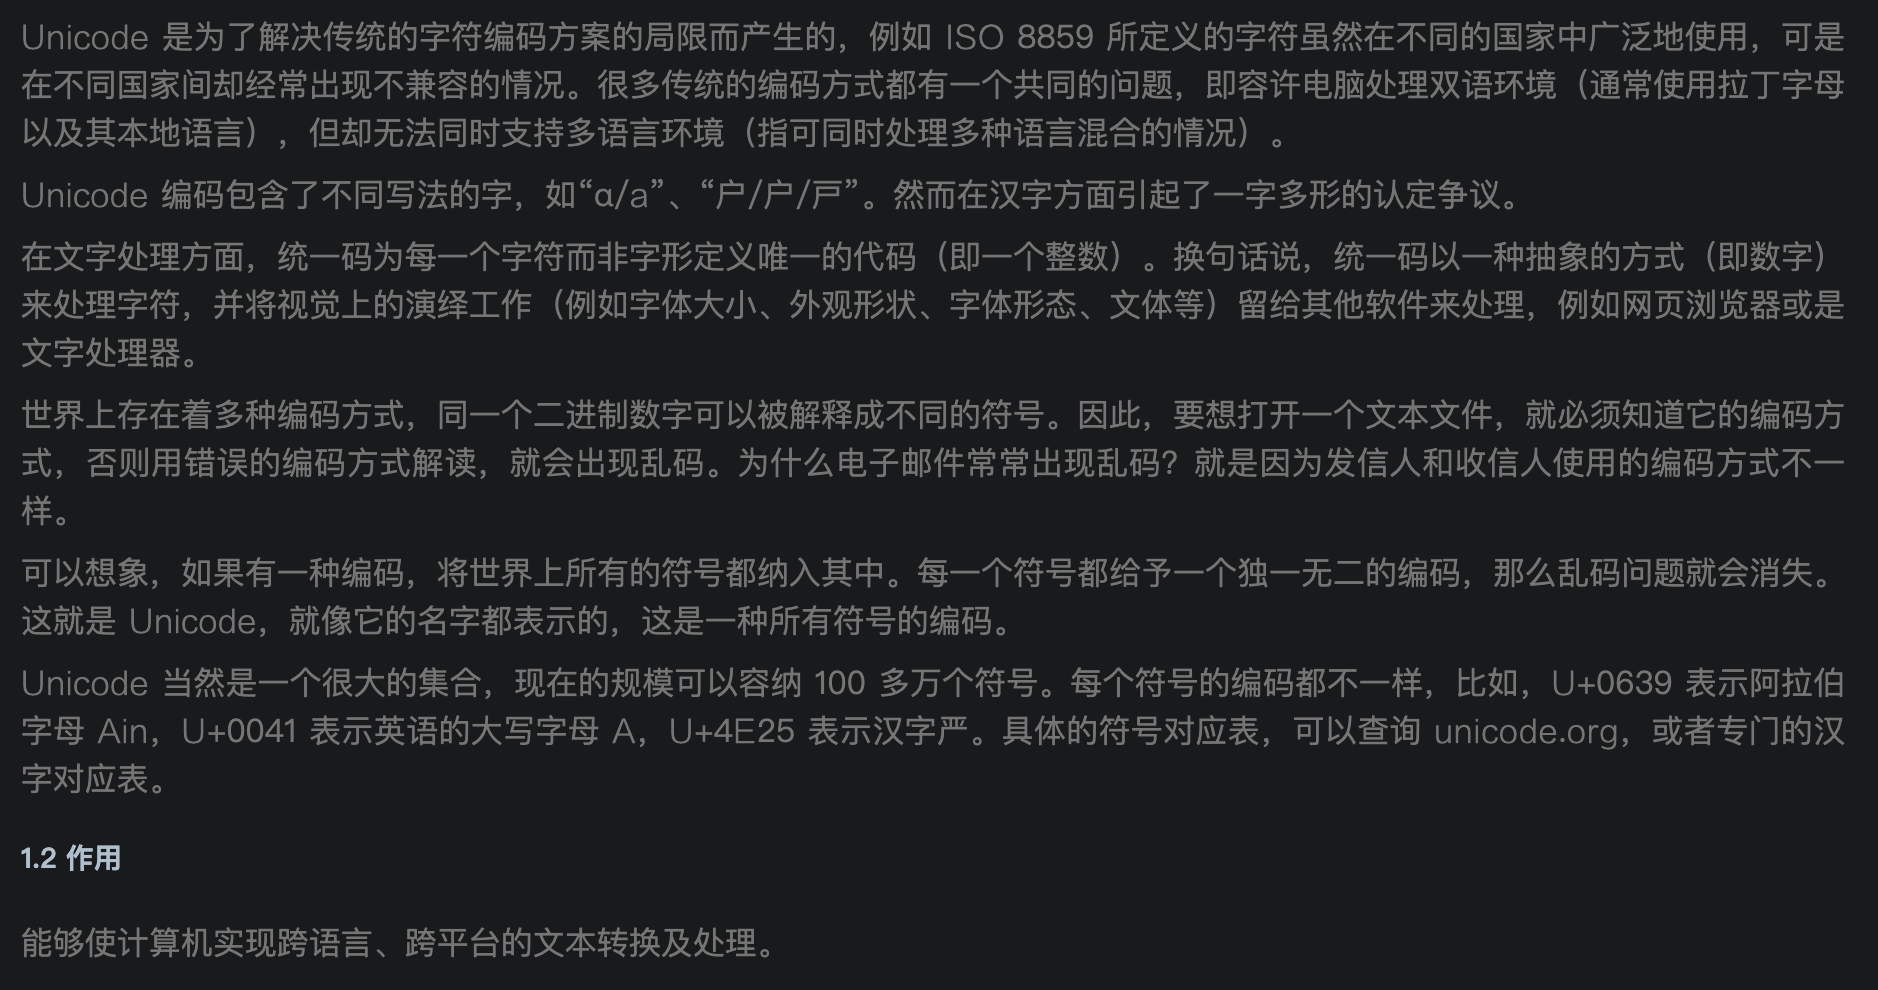 Unicode 是为了解决传统的字符编码方案的局限而产生的，例如 ISO 8859 所定义的字符虽然在不同的国家中广泛地使用，可是
在不同国家间却经常出现不兼容的情况。很多传统的编码方式都有一个共同的问题，即容许电脑处理双语环境（通常使用拉丁字母
以及其本地语言），但却无法同时支持多语言环境（指可同时处理多种语言混合的情况）。
Unicode 编码包含了不同写法的字，如“ɑ/a”、“户/户/戸”。然而在汉字方面引起了一字多形的认定争议。
在文字处理方面，统一码为每一个字符而非字形定义唯一的代码（即一个整数）。换句话说，统一码以一种抽象的方式（即数字）
来处理字符，并将视觉上的演绎工作（例如字体大小、外观形状、字体形态、文体等）留给其他软件来处理，例如网页浏览器或是
文字处理器。
世界上存在着多种编码方式，同一个二进制数字可以被解释成不同的符号。因此，要想打开一个文本文件，就必须知道它的编码方
式，否则用错误的编码方式解读，就会出现乱码。为什么电子邮件常常出现乱码？就是因为发信人和收信人使用的编码方式不一
样。
可以想象，如果有一种编码，将世界上所有的符号都纳入其中。每一个符号都给予一个独一无二的编码，那么乱码问题就会消失。
这就是 Unicode，就像它的名字都表示的，这是一种所有符号的编码。
Unicode 当然是一个很大的集合，现在的规模可以容纳 100 多万个符号。每个符号的编码都不一样，比如，U+0639 表示阿拉伯
字母 Ain，U+0041 表示英语的大写字母 A，U+4E25 表示汉字严。具体的符号对应表，可以查询 unicode.org，或者专门的汉
字对应表。
1.2 作用
能够使计算机实现跨语言、跨平台的文本转换及处理。